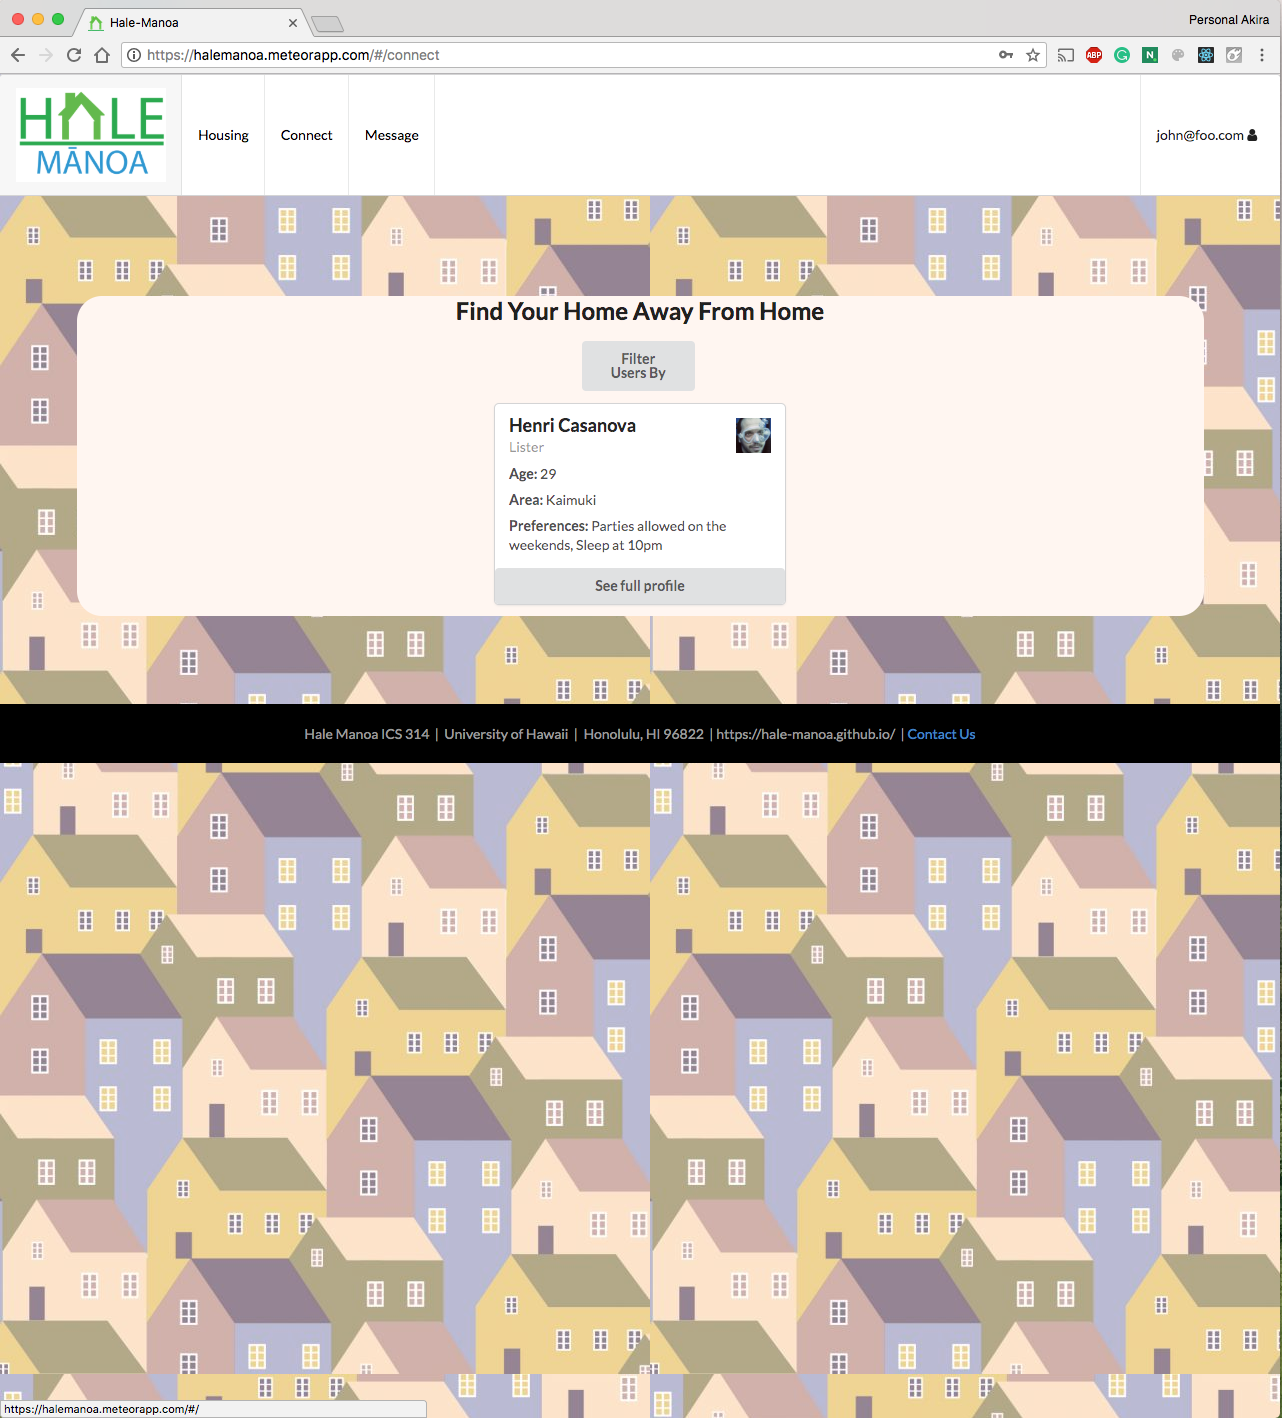 Hale-Manoa
Personal Akira
https://halemanoa.meteorapp.com/#/connect
ABP
G
N
HALE
MĀNOA
Housing
Connect
Message
john@foo.com
Find Your Home Away From Home
Filter
Users By
Henri Casanova
Lister
Age: 29
Area: Kaimuki
Preferences: Parties allowed on the
weekends, Sleep at 10pm
See full profile
Hale Manoa ICS 314 | University of Hawaii | Honolulu, HI 96822 | https://hale-manoa.github.io/ | Contact Us
https://halemanoa.meteorapp.com/#/